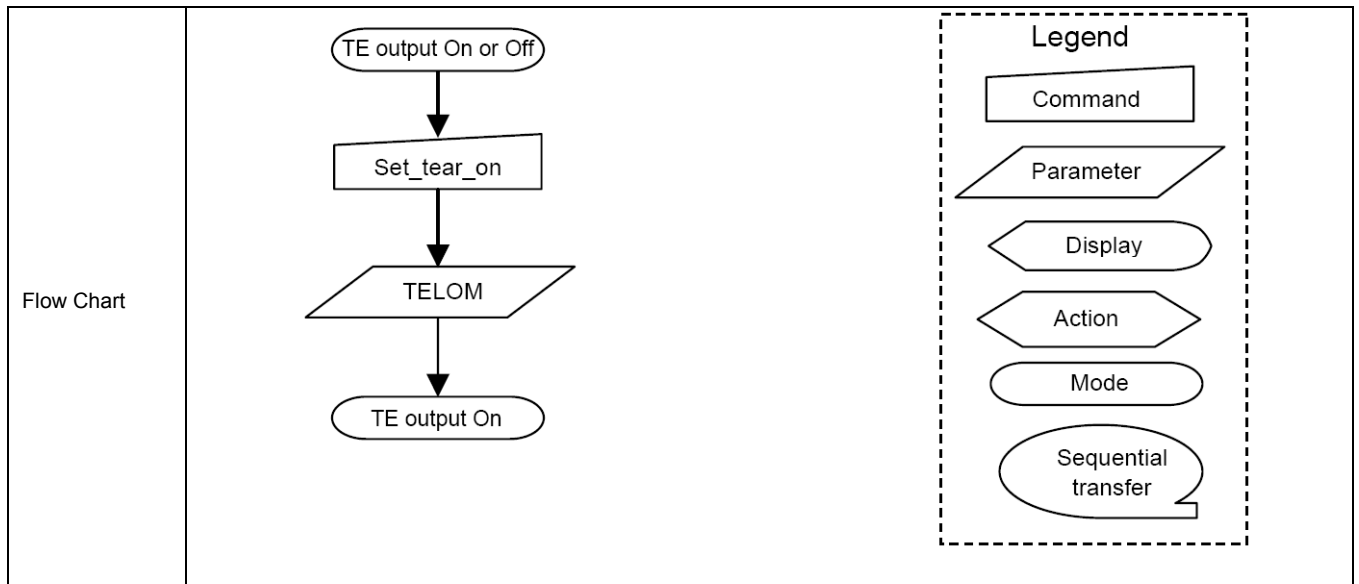 Flow Chart
TE output On or Off
Set_tear_on
TELOM
TE output On
Legend
Command
Parameter
Display
Action
Mode
Sequential
transfer